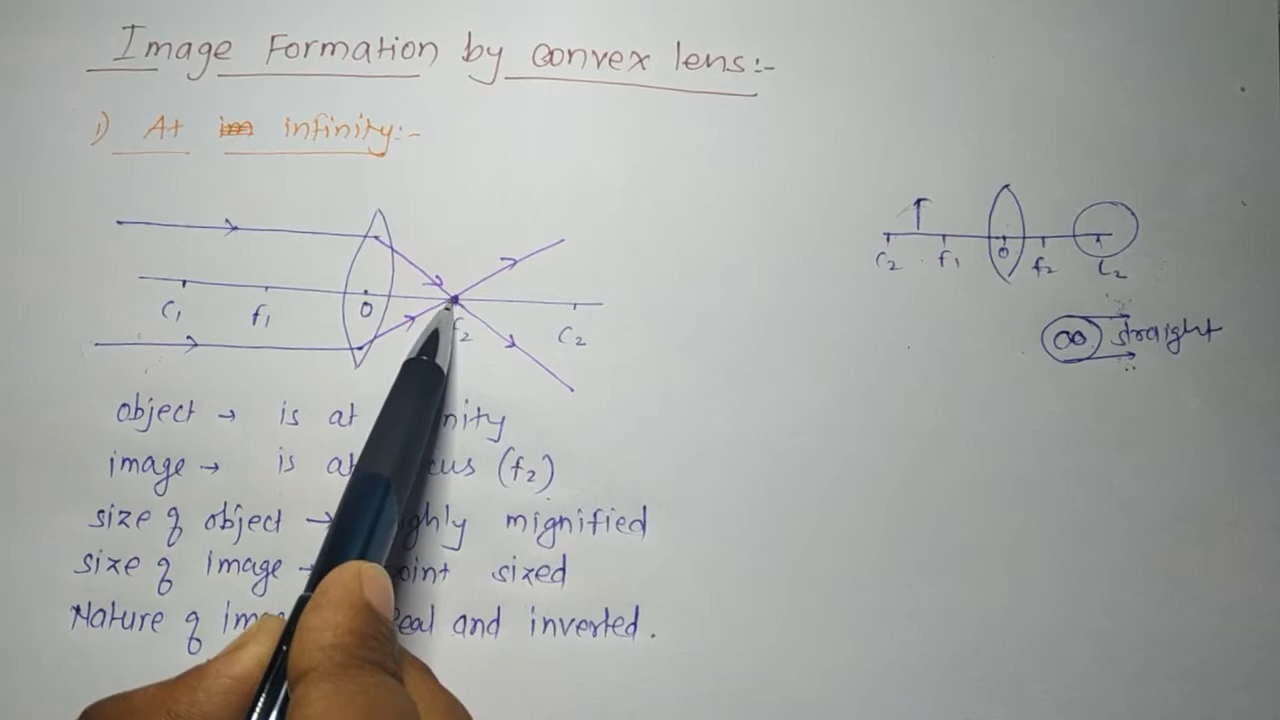 Image Formation by convex lens:-
1) At infinity:-
C1 f1 O f2 C2
C2 f1 O f2 C2
∞ straight
object → is at
image → is at (f2)
size of object → mignified
size of image → sized
Nature of and inverted.